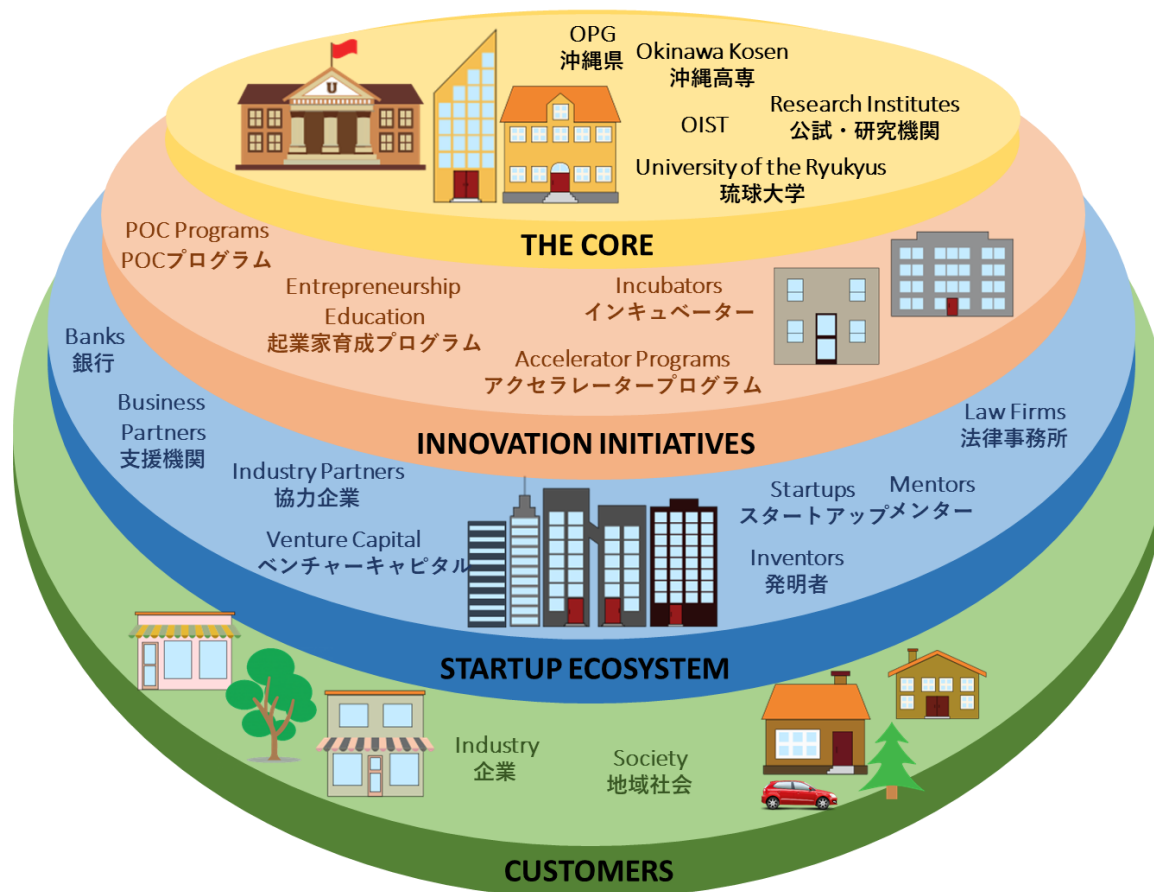 OPG
沖縄県
Okinawa Kosen
沖縄高専
U
OIST
Research Institutes
公試・研究機関
University of the Ryukyus
琉球大学
THE CORE
POC Programs
POCプログラム
Entrepreneurship
Education
起業家育成プログラム
Incubators
インキュベーター
Accelerator Programs
アクセラレータープログラム
INNOVATION INITIATIVES
Banks
銀行
Business
Partners
支援機関
Industry Partners
協力企業
Venture Capital
ベンチャーキャピタル
Law Firms
法律事務所
Startups
スタートアップ
Mentors
メンター
Inventors
発明者
STARTUP ECOSYSTEM
Industry
企業
Society
地域社会
CUSTOMERS